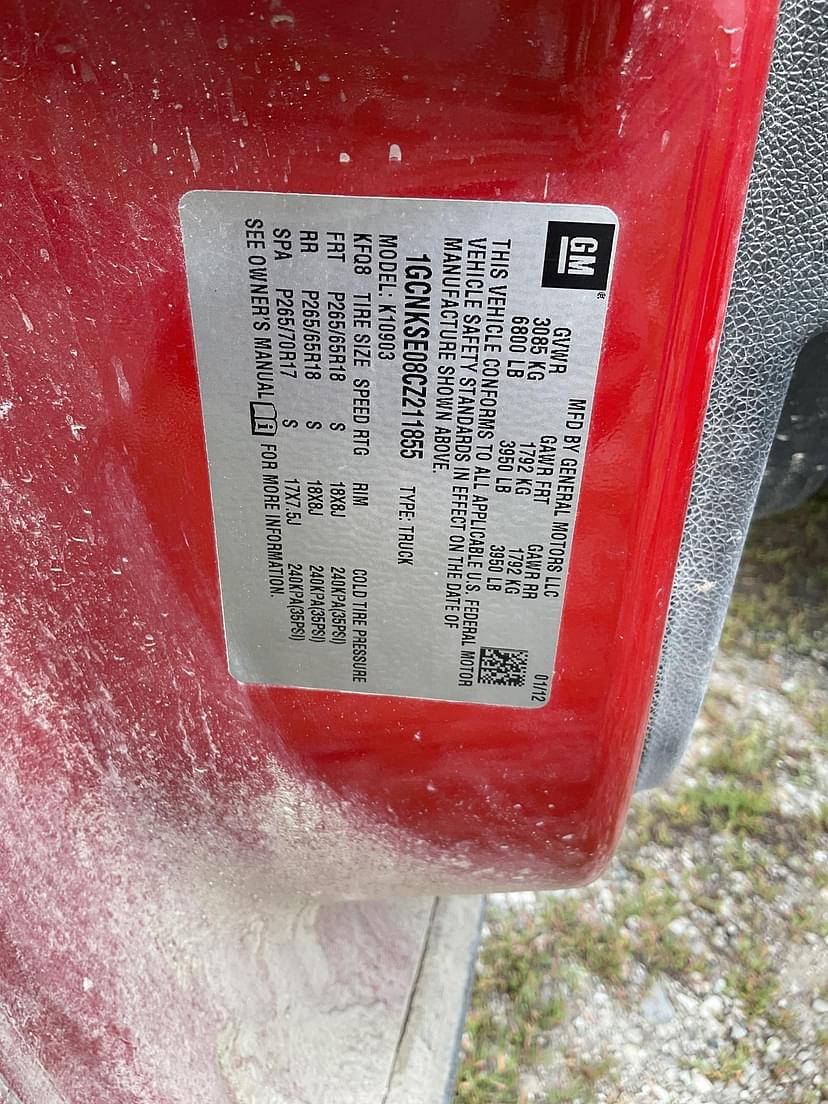 GM
®
MFD BY GENERAL MOTORS LLC 01/12
GVWR GAWR FRT GAWR RR
3085 KG 1792 KG 1792 KG
6800 LB 3950 LB 3950 LB
THIS VEHICLE CONFORMS TO ALL APPLICABLE U.S. FEDERAL MOTOR
VEHICLE SAFETY STANDARDS IN EFFECT ON THE DATE OF
MANUFACTURE SHOWN ABOVE.
1GCNKSE08CZ211855 TYPE: TRUCK
MODEL: K10903
KFQ8 TIRE SIZE SPEED RTG RIM COLD TIRE PRESSURE
FRT P265/65R18 S 18X8J 240KPA(35PSI)
RR P265/65R18 S 18X8J 240KPA(35PSI)
SPA P265/70R17 S 17X7.5J 240KPA(35PSI)
SEE OWNER'S MANUAL FOR MORE INFORMATION.